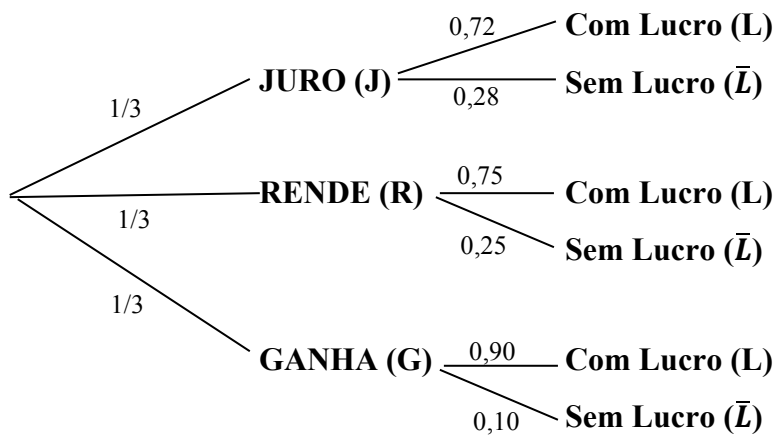 0,72
Com Lucro (L)
JURO (J)
0,28
Sem Lucro (L̄)
1/3
0,75
Com Lucro (L)
RENDE (R)
1/3
0,25
Sem Lucro (L̄)
1/3
0,90
Com Lucro (L)
GANHA (G)
0,10
Sem Lucro (L̄)